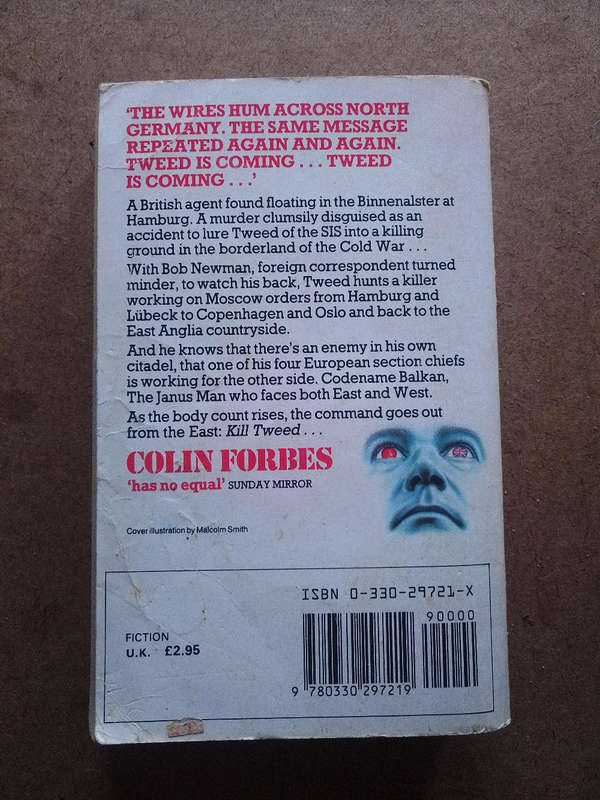 ‘THE WIRES HUM ACROSS NORTH
GERMANY. THE SAME MESSAGE
REPEATED AGAIN AND AGAIN.
TWEED IS COMING . . . TWEED
IS COMING . . .’
A British agent found floating in the Binnenalster at
Hamburg. A murder clumsily disguised as an
accident to lure Tweed of the SIS into a killing
ground in the borderland of the Cold War . . .
With Bob Newman, foreign correspondent turned
minder, to watch his back, Tweed hunts a killer
working on Moscow orders from Hamburg and
Lübeck to Copenhagen and Oslo and back to the
East Anglia countryside.
And he knows that there’s an enemy in his own
citadel, that one of his four European section chiefs
is working for the other side. Codename Balkan,
The Janus Man who faces both East and West.
As the body count rises, the command goes out
from the East: Kill Tweed . . .
COLIN FORBES
‘has no equal’ SUNDAY MIRROR
Cover illustration by Malcolm Smith
ISBN 0-330-29721-X
90000
FICTION
U.K. £2.95
9 780330 297219